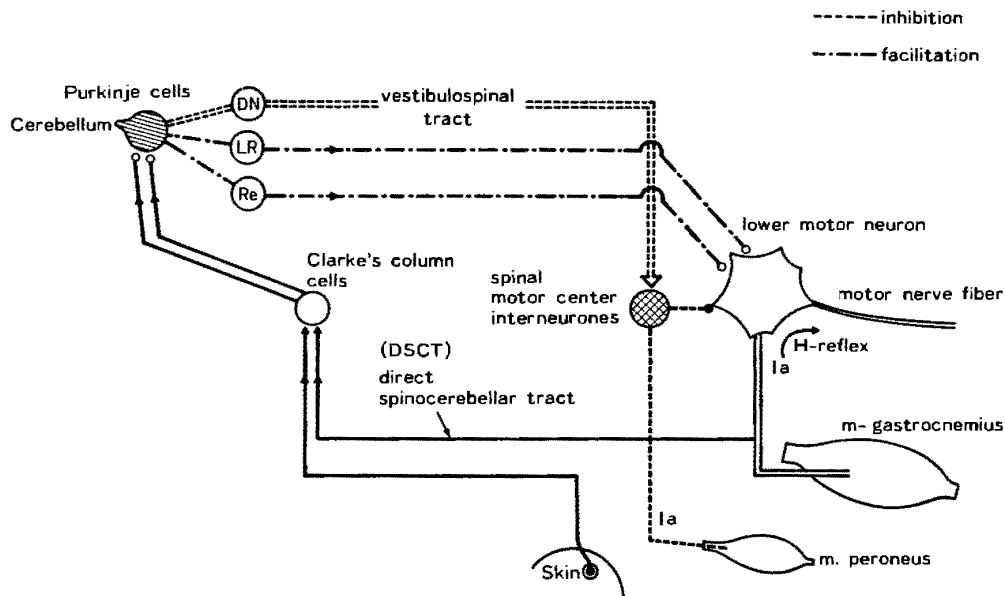 inhibition
facilitation
Purkinje cells
Cerebellum
DN
LR
Re
vestibulospinal
tract
lower motor neuron
Clarke's column
cells
spinal
motor center
interneurones
motor nerve fiber
H-reflex
Ia
(DSCT)
direct
spinocerebellar tract
m- gastrocnemius
Ia
m. peroneus
Skin